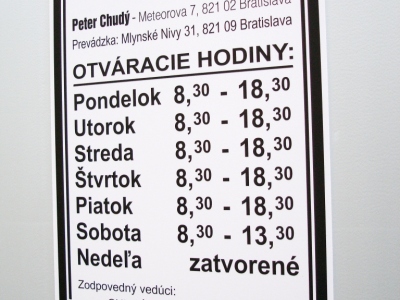 Peter Chudý - Meteorova 7, 821 02 Bratislava
Prevádzka: Mlynské Nivy 31, 821 09 Bratislava
OTVÁRACIE HODINY:
Pondelok 8,30 - 18,30
Utorok 8,30 - 18,30
Streda 8,30 - 18,30
Štvrtok 8,30 - 18,30
Piatok 8,30 - 18,30
Sobota 8,30 - 13,30
Nedeľa zatvorené
Zodpovedný vedúci: